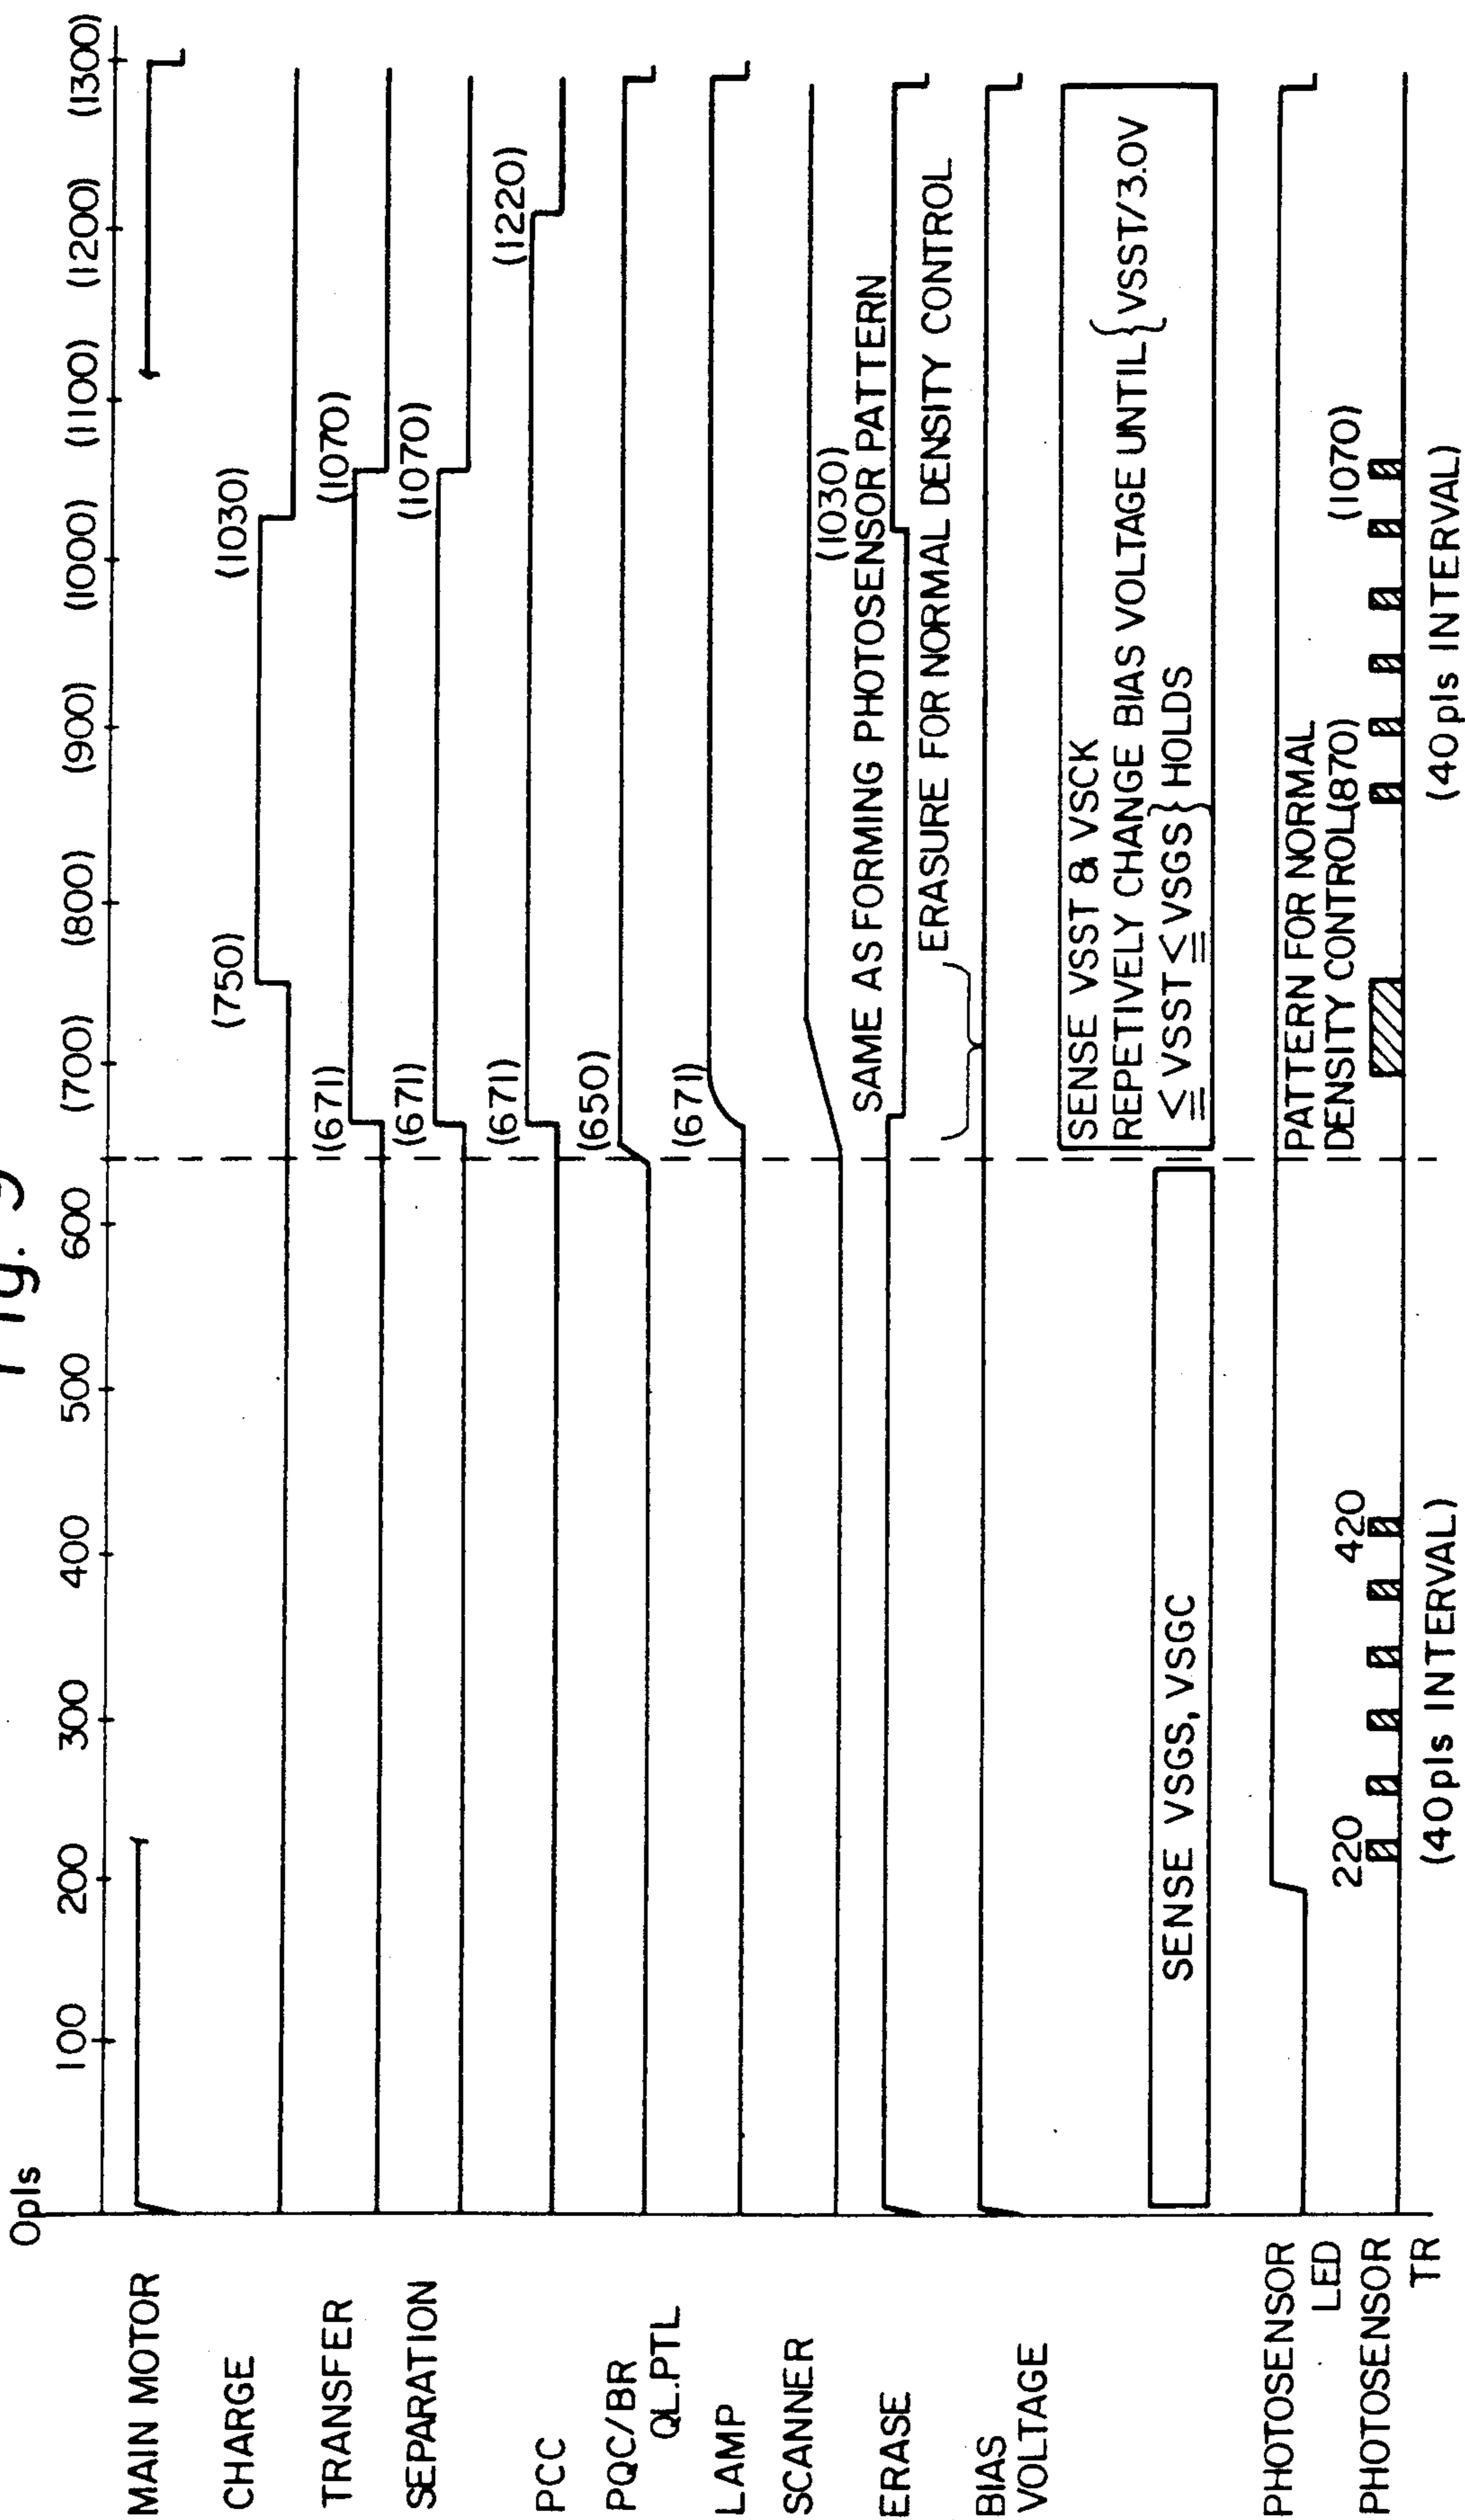 Fig. 9
0pls
100 200 300 400 500 600 (700) (800) (900) (1000) (1100) (1200) (1300)
MAIN MOTOR
CHARGE
(750)
(1030)
TRANSFER
(671)
(1070)
SEPARATION
(671)
(1070)
PCC
(671)
(1220)
PQC/BR
QL.PTL
(650)
LAMP
(671)
SCANNER
ERASE
(1030)
SAME AS FORMING PHOTOSENSOR PATTERN
ERASURE FOR NORMAL DENSITY CONTROL
BIAS
VOLTAGE
SENSE VSGS, VSGC
SENSE VSST & VSCK
REPETIVELY CHANGE BIAS VOLTAGE UNTIL {VSST/3.0V
≦ VSST ≦ VSGS} HOLDS
PHOTOSENSOR
LED
PATTERN FOR NORMAL
DENSITY CONTROL(870)
(1070)
PHOTOSENSOR
TR
220
420
(40pls INTERVAL)
(40pls INTERVAL)